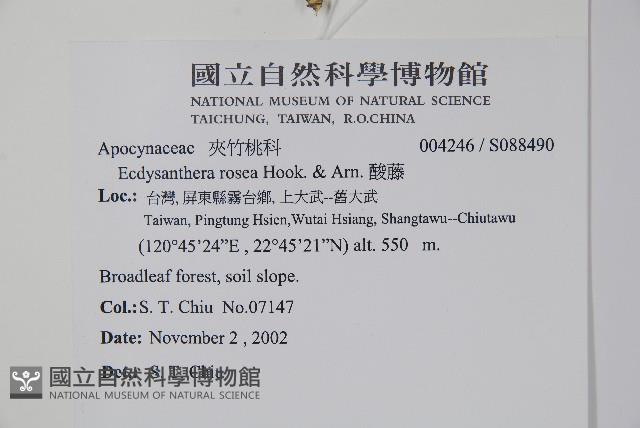 國立自然科學博物館
NATIONAL MUSEUM OF NATURAL SCIENCE
TAICHUNG, TAIWAN, R.O.CHINA
Apocynaceae 夾竹桃科 004246 / S088490
Ecdysanthera rosea Hook. & Arn. 酸藤
Loc.: 台灣, 屏東縣霧台鄉, 上大武--舊大武
Taiwan, Pingtung Hsien,Wutai Hsiang, Shangtawu--Chiutawu
(120°45’24”E , 22°45’21”N) alt. 550 m.
Broadleaf forest, soil slope.
Col.: S. T. Chiu No.07147
Date: November 2 , 2002
Det.: S. T. Chiu
國立自然科學博物館
NATIONAL MUSEUM OF NATURAL SCIENCE